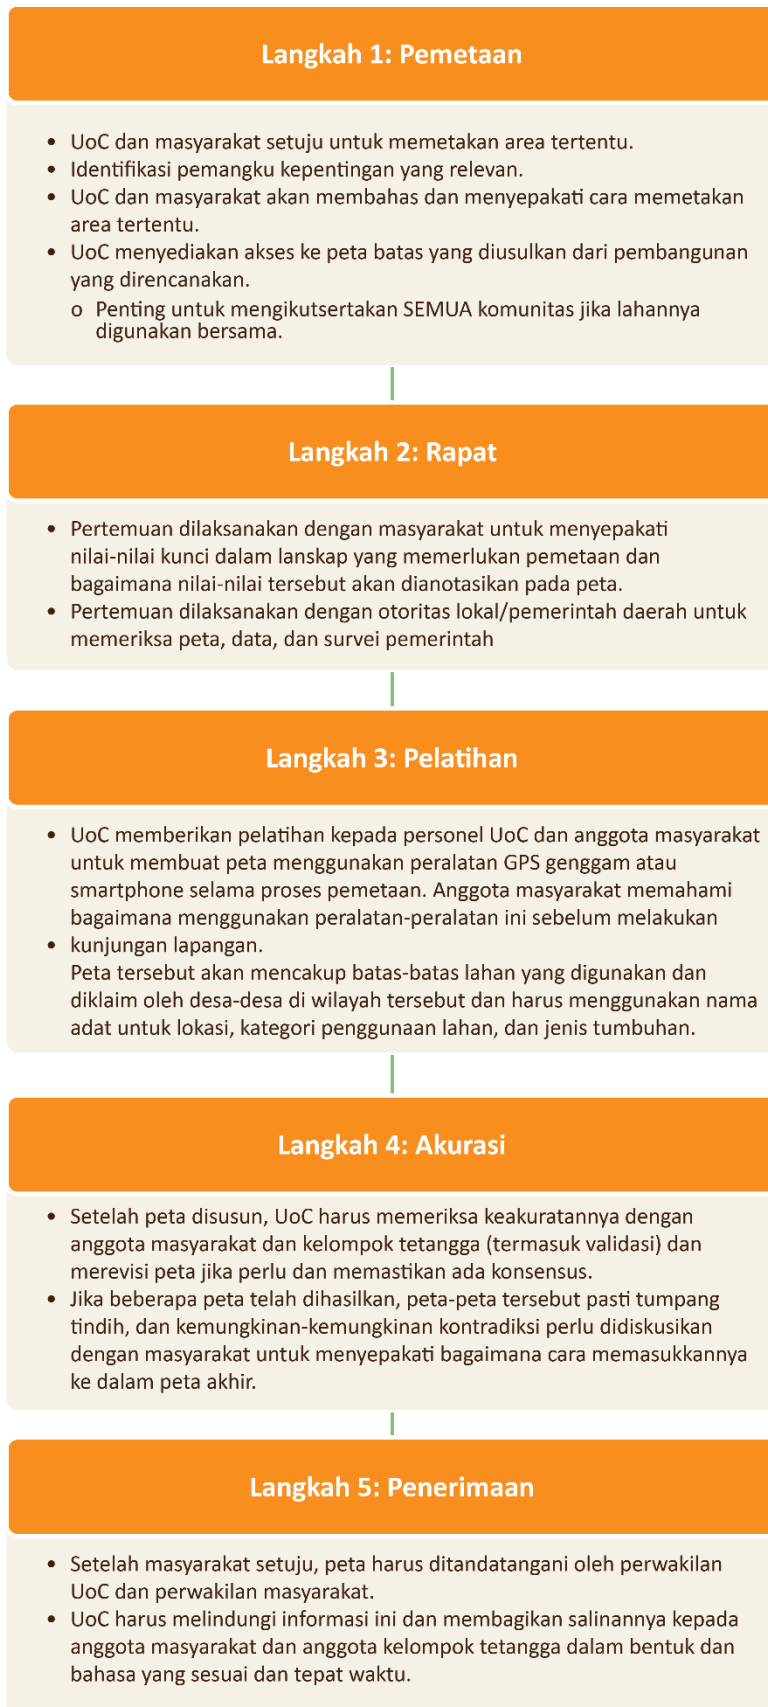 Langkah 1: Pemetaan
• UoC dan masyarakat setuju untuk memetakan area tertentu.
• Identifikasi pemangku kepentingan yang relevan.
• UoC dan masyarakat akan membahas dan menyepakati cara memetakan
area tertentu.
• UoC menyediakan akses ke peta batas yang diusulkan dari pembangunan
yang direncanakan.
o Penting untuk mengikutsertakan SEMUA komunitas jika lahannya
digunakan bersama.
Langkah 2: Rapat
• Pertemuan dilaksanakan dengan masyarakat untuk menyepakati
nilai-nilai kunci dalam lanskap yang memerlukan pemetaan dan
bagaimana nilai-nilai tersebut akan dianotasikan pada peta.
• Pertemuan dilaksanakan dengan otoritas lokal/pemerintah daerah untuk
memeriksa peta, data, dan survei pemerintah
Langkah 3: Pelatihan
• UoC memberikan pelatihan kepada personel UoC dan anggota masyarakat
untuk membuat peta menggunakan peralatan GPS genggam atau
smartphone selama proses pemetaan. Anggota masyarakat memahami
bagaimana menggunakan peralatan-peralatan ini sebelum melakukan
• kunjungan lapangan.
Peta tersebut akan mencakup batas-batas lahan yang digunakan dan
diklaim oleh desa-desa di wilayah tersebut dan harus menggunakan nama
adat untuk lokasi, kategori penggunaan lahan, dan jenis tumbuhan.
Langkah 4: Akurasi
• Setelah peta disusun, UoC harus memeriksa keakuratannya dengan
anggota masyarakat dan kelompok tetangga (termasuk validasi) dan
merevisi peta jika perlu dan memastikan ada konsensus.
• Jika beberapa peta telah dihasilkan, peta-peta tersebut pasti tumpang
tindih, dan kemungkinan-kemungkinan kontradiksi perlu didiskusikan
dengan masyarakat untuk menyepakati bagaimana cara memasukkannya
ke dalam peta akhir.
Langkah 5: Penerimaan
• Setelah masyarakat setuju, peta harus ditandatangani oleh perwakilan
UoC dan perwakilan masyarakat.
• UoC harus melindungi informasi ini dan membagikan salinannya kepada
anggota masyarakat dan anggota kelompok tetangga dalam bentuk dan
bahasa yang sesuai dan tepat waktu.